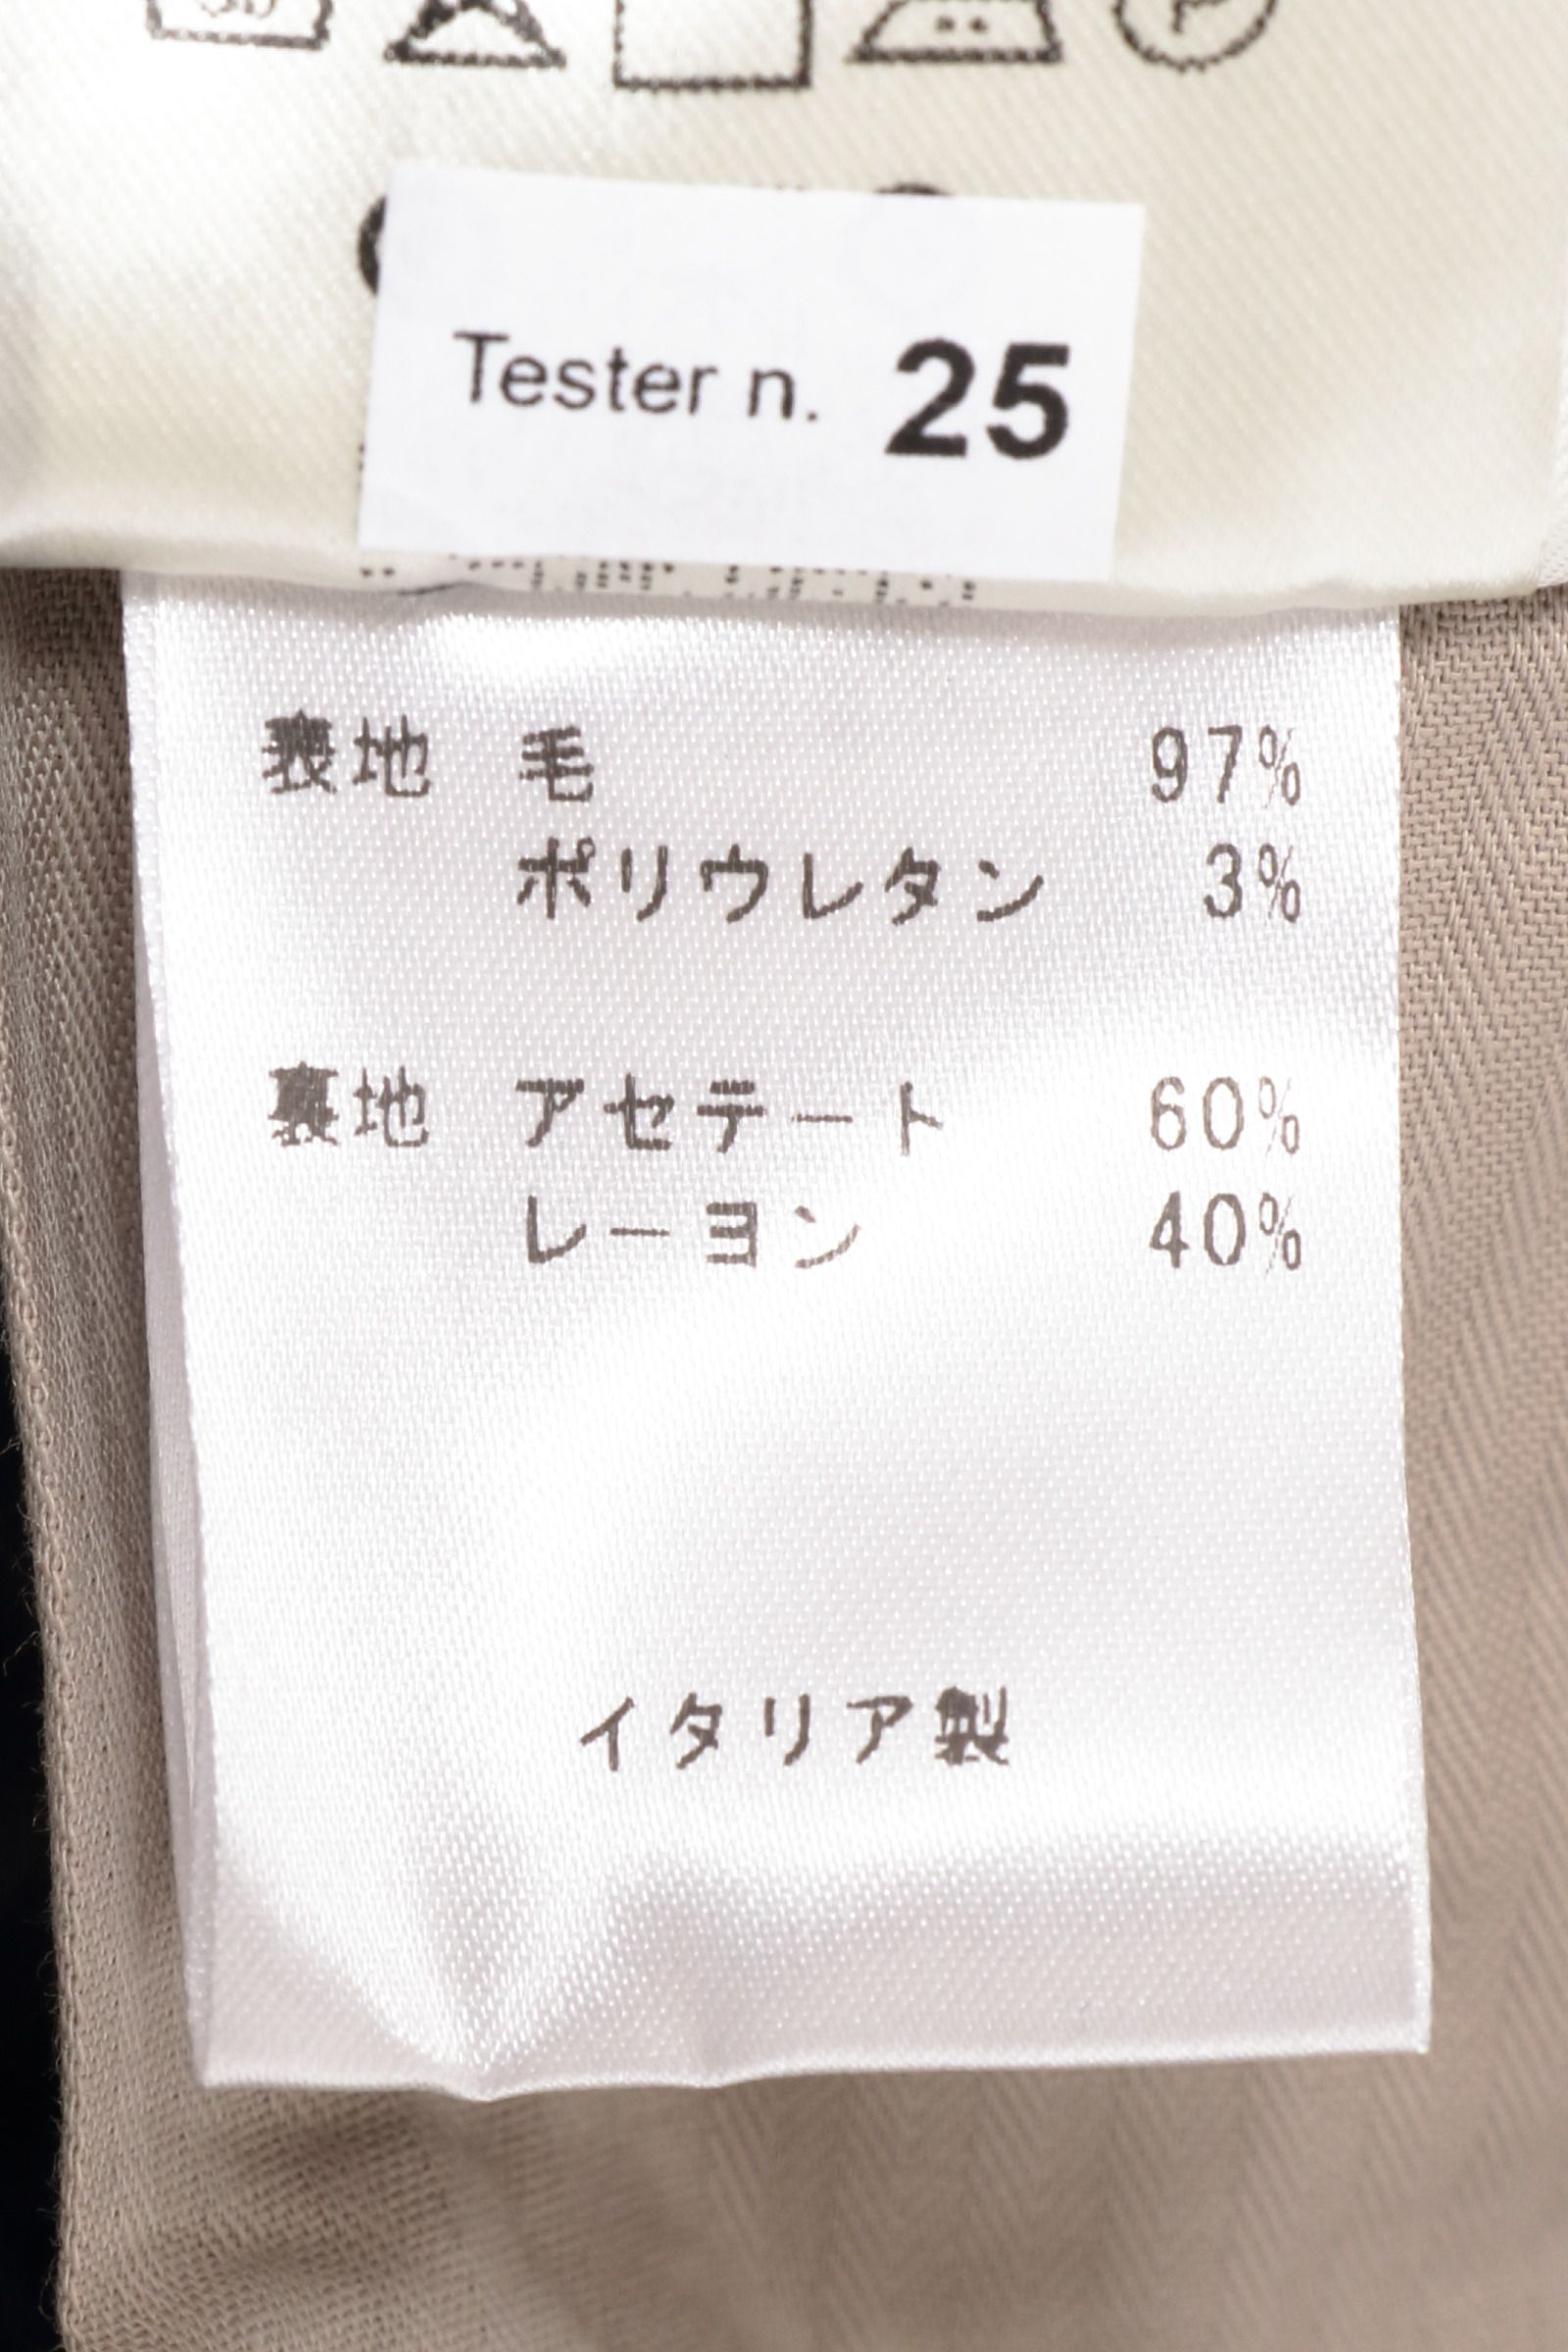 P
Tester n. 25
表地 毛 97%
ポリウレタン 3%
裏地 アセテート 60%
レーヨン 40%
イタリア製